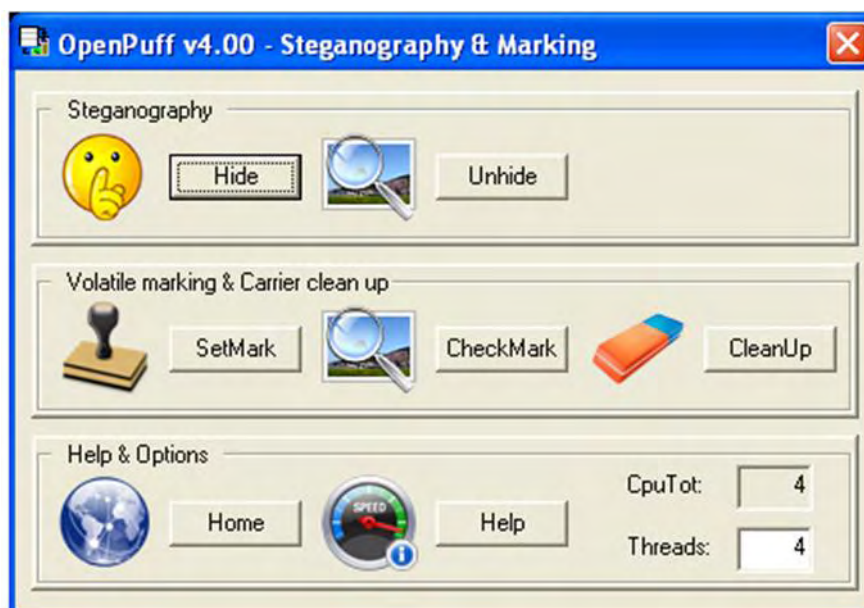 OpenPuff v4.00 - Steganography & Marking
Steganography
Hide
Unhide
Volatile marking & Carrier clean up
SetMark
CheckMark
CleanUp
Help & Options
Home
SPEED
Help
CpuTot: 4
Threads: 4